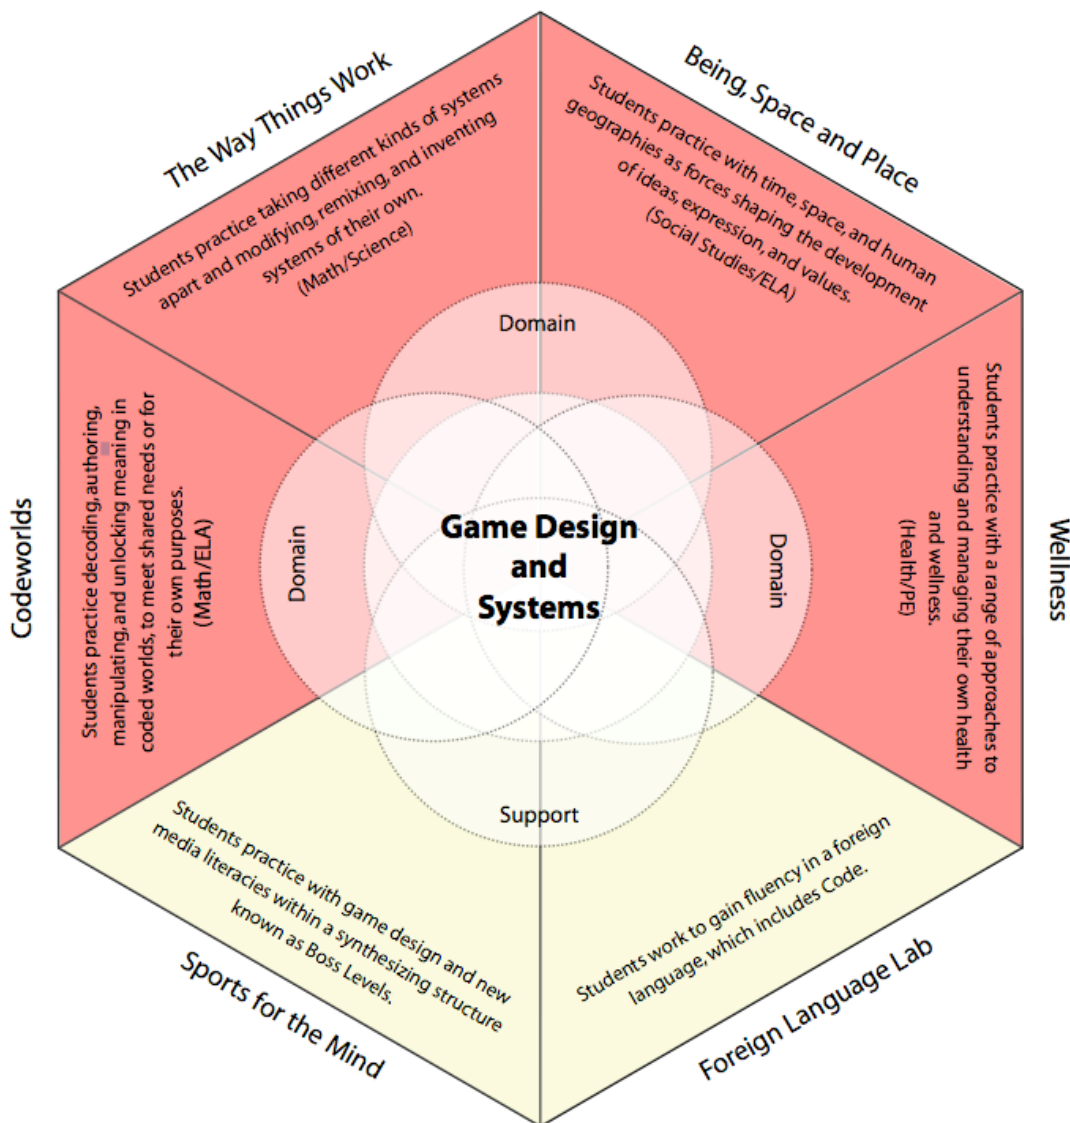 The Way Things Work
Students practice taking different kinds of systems
apart and modifying, remixing, and inventing
systems of their own.
(Math/Science)
Being, Space and Place
Students practice with time, space, and human
geographies as forces shaping the development
of ideas, expression, and values.
(Social Studies/ELA)
Codeworlds
Students practice decoding, authoring,
manipulating, and unlocking meaning in
coded worlds, to meet shared needs or for
their own purposes.
(Math/ELA)
Domain
Domain
Game Design
and
Systems
Domain
Support
Wellness
Students practice with a range of approaches to
understanding and managing their own health
and wellness.
(Health/PE)
Students practice with game design and new
media literacies within a synthesizing structure
known as Boss Levels.
Sports for the Mind
Students work to gain fluency in a foreign
language, which includes Code.
Foreign Language Lab